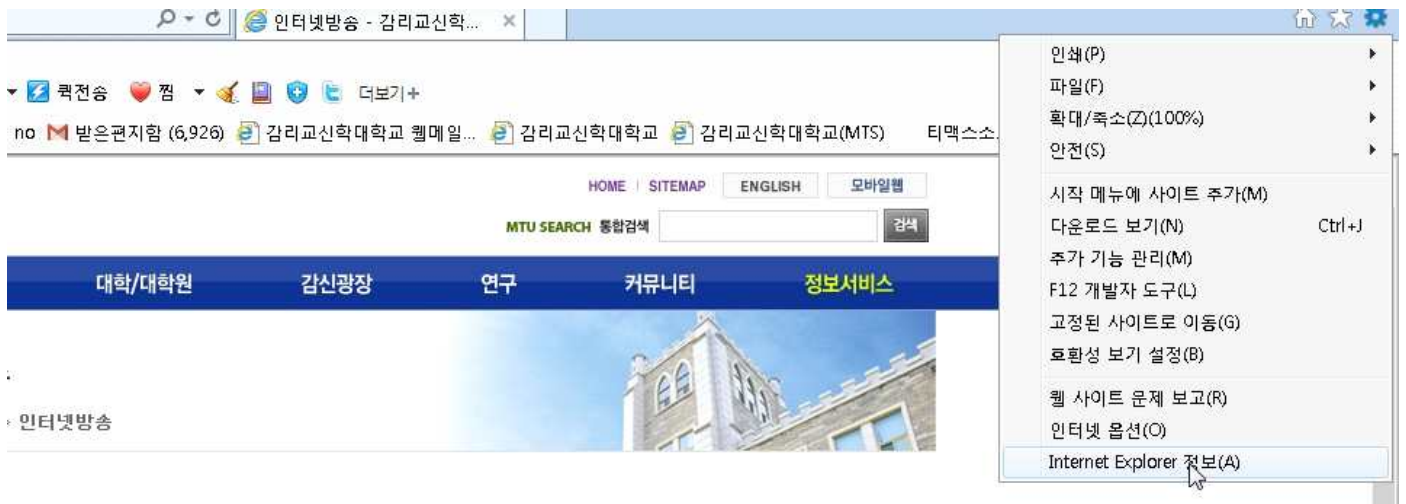 인터넷방송 - 감리교신학... ×
퀵전송 찜 더보기+
no 받은편지함 (6,926) 감리교신학대학교 웹메일... 감리교신학대학교 감리교신학대학교(MTS) 티맥스소
HOME | SITEMAP ENGLISH 모바일웹
MTU SEARCH 통합검색 검색
대학/대학원 감신광장 연구 커뮤니티 정보서비스
인터넷방송
인쇄(P)
파일(F)
확대/축소(Z)(100%)
안전(S)
시작 메뉴에 사이트 추가(M)
다운로드 보기(N) Ctrl+J
추가 기능 관리(M)
F12 개발자 도구(L)
고정된 사이트로 이동(G)
호환성 보기 설정(B)
웹 사이트 문제 보고(R)
인터넷 옵션(O)
Internet Explorer 정보(A)